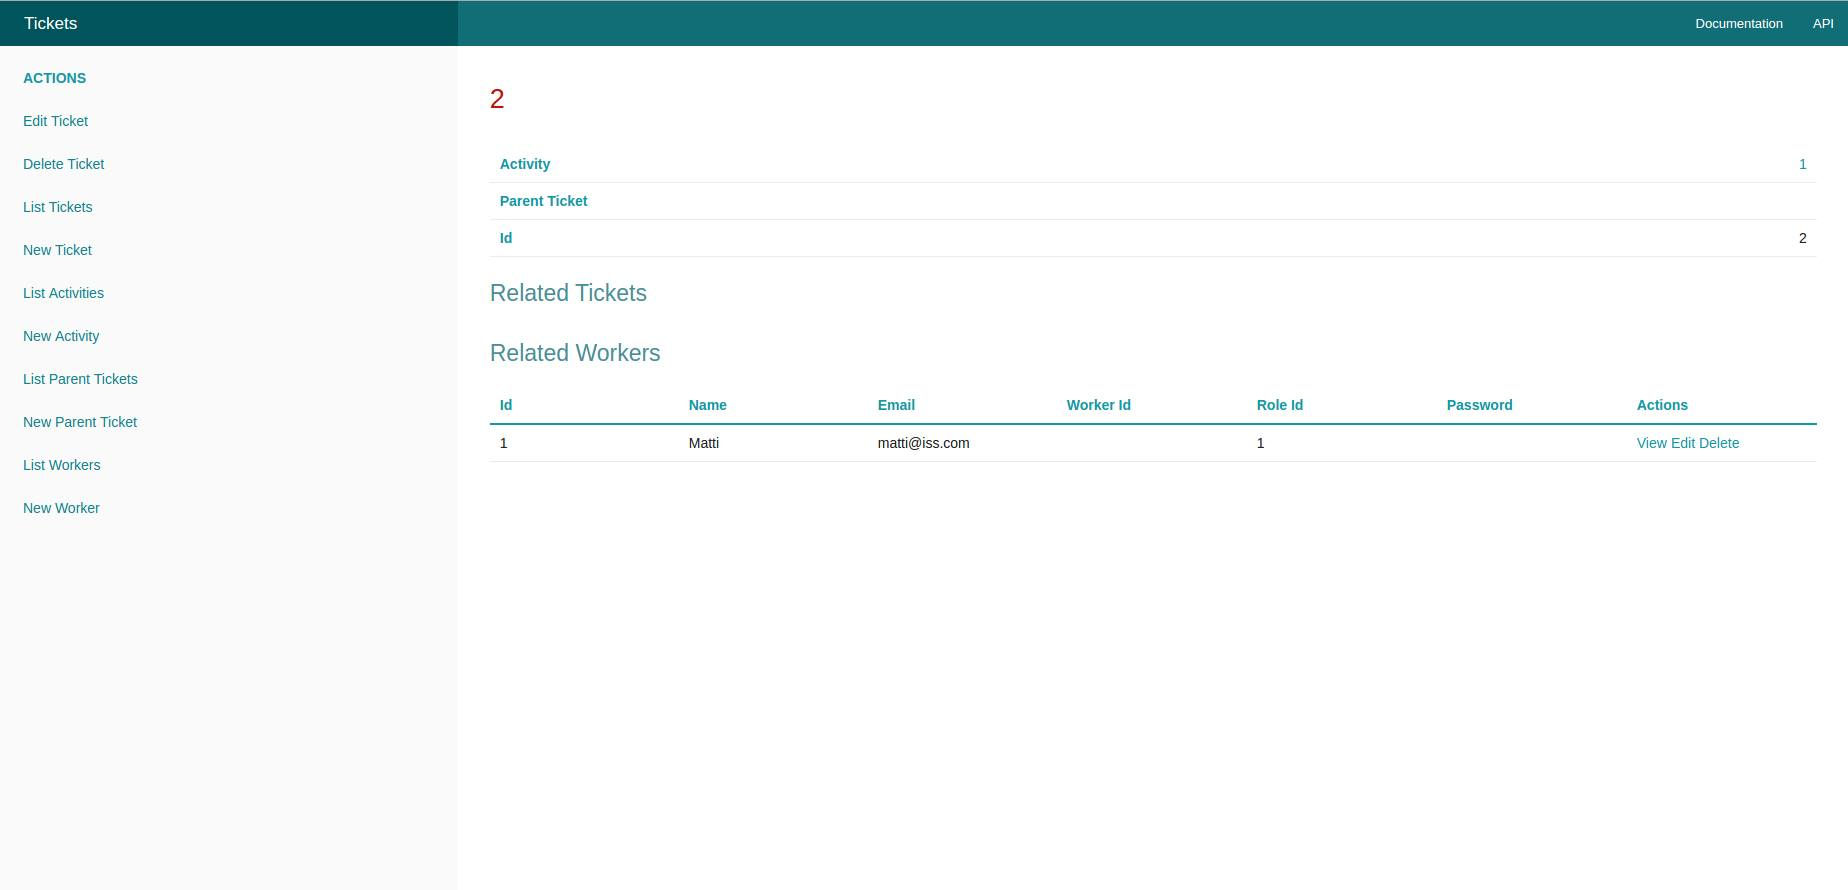 Tickets
Documentation API
ACTIONS
Edit Ticket
Delete Ticket
List Tickets
New Ticket
List Activities
New Activity
List Parent Tickets
New Parent Ticket
List Workers
New Worker
2
Activity 1
Parent Ticket
Id 2
Related Tickets
Related Workers
Id Name Email Worker Id Role Id Password Actions
1 Matti matti@iss.com 1 View Edit Delete